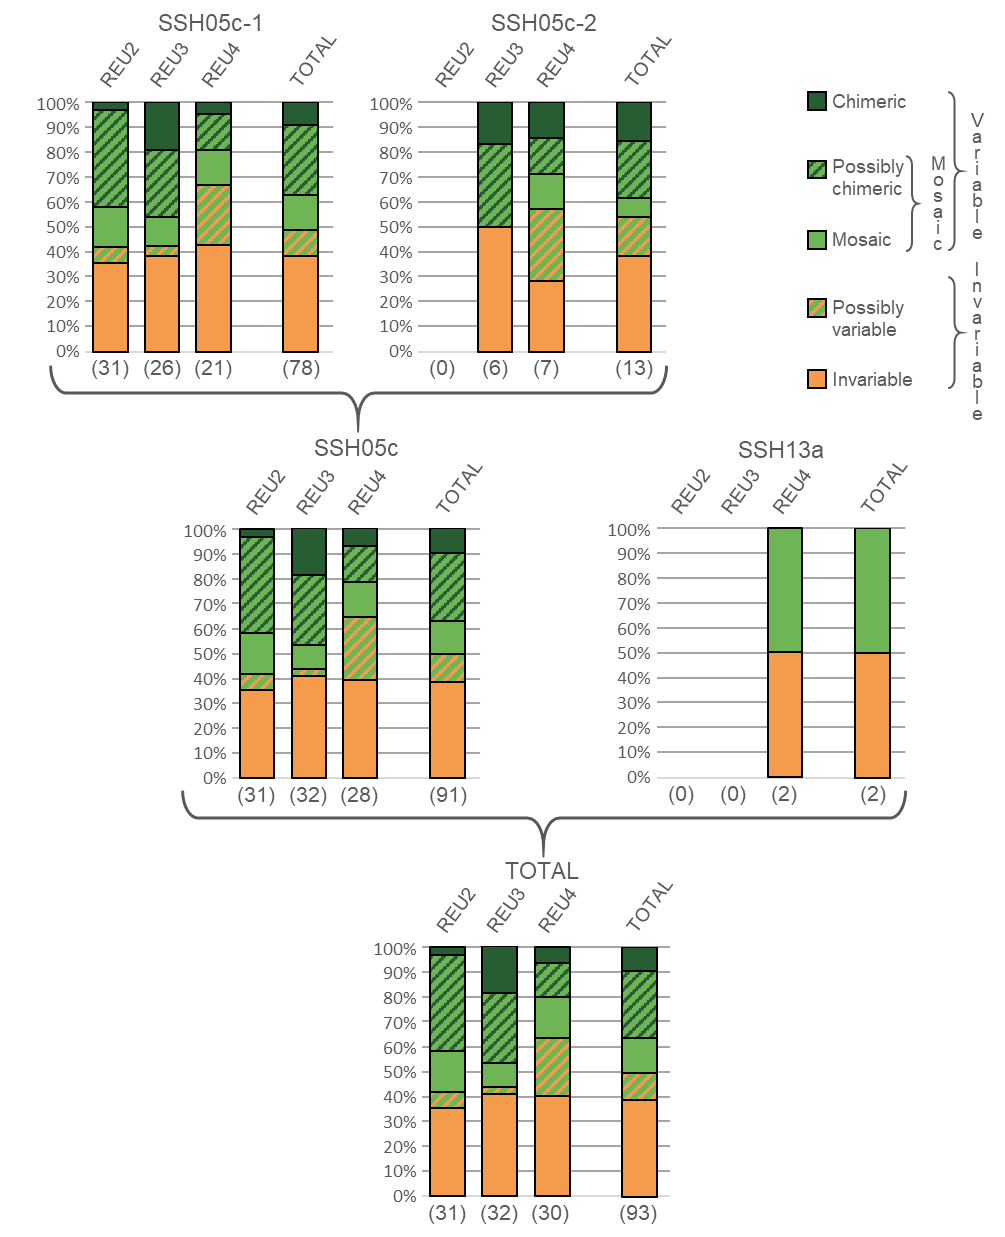 SSH05c-1
REU2 REU3 REU4 TOTAL
100%
90%
80%
70%
60%
50%
40%
30%
20%
10%
0%
(31) (26) (21) (78)
SSH05c-2
REU2 REU3 REU4 TOTAL
100%
90%
80%
70%
60%
50%
40%
30%
20%
10%
0%
(0) (6) (7) (13)
Chimeric
Possibly
chimeric
Mosaic
Possibly
variable
Invariable
Mosaic
Variable
Invariable
SSH05c
REU2 REU3 REU4 TOTAL
100%
90%
80%
70%
60%
50%
40%
30%
20%
10%
0%
(31) (32) (28) (91)
SSH13a
REU2 REU3 REU4 TOTAL
100%
90%
80%
70%
60%
50%
40%
30%
20%
10%
0%
(0) (0) (2) (2)
TOTAL
REU2 REU3 REU4 TOTAL
100%
90%
80%
70%
60%
50%
40%
30%
20%
10%
0%
(31) (32) (30) (93)